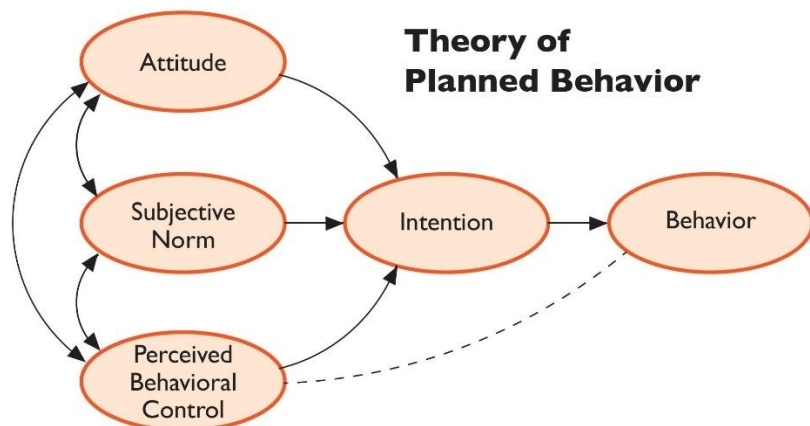 Theory of
Planned Behavior
Attitude
Subjective
Norm
Intention
Behavior
Perceived
Behavioral
Control